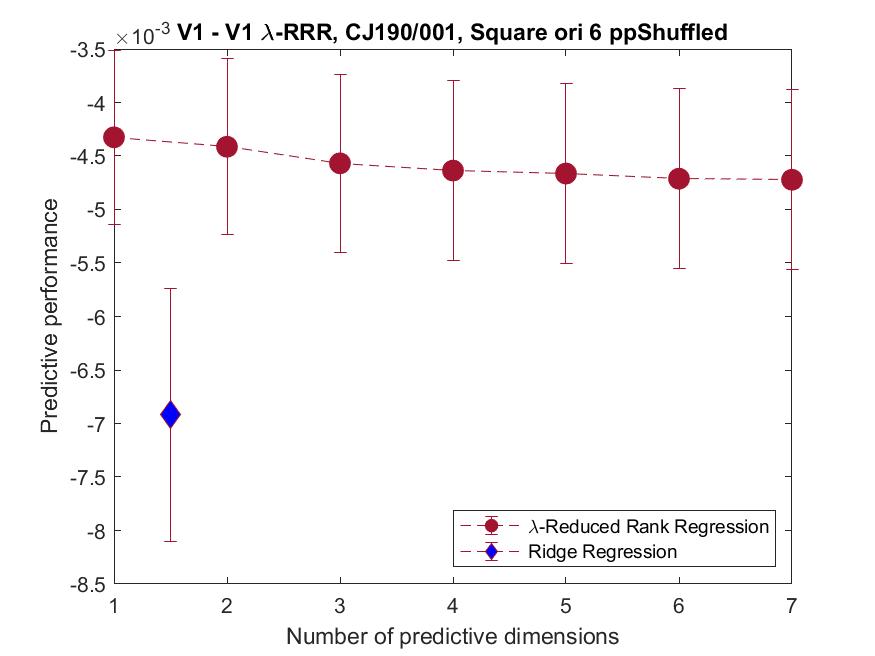 ×10⁻³ V1 - V1 λ-RRR, CJ190/001, Square ori 6 ppShuffled
-3.5
-4
-4.5
-5
-5.5
-6
-6.5
-7
-7.5
-8
-8.5
Predictive performance
1 2 3 4 5 6 7
Number of predictive dimensions
λ-Reduced Rank Regression
Ridge Regression